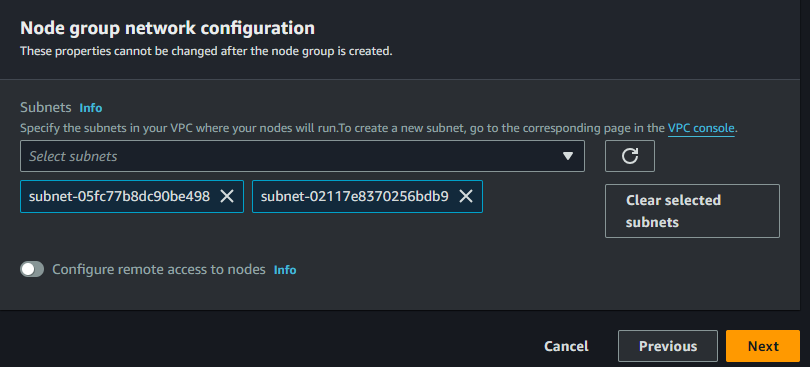 Node group network configuration
These properties cannot be changed after the node group is created.
Subnets Info
Specify the subnets in your VPC where your nodes will run.To create a new subnet, go to the corresponding page in the VPC console.
Select subnets
subnet-05fc77b8dc90be498 subnet-02117e8370256bdb9
Clear selected
subnets
Configure remote access to nodes Info
Cancel Previous Next